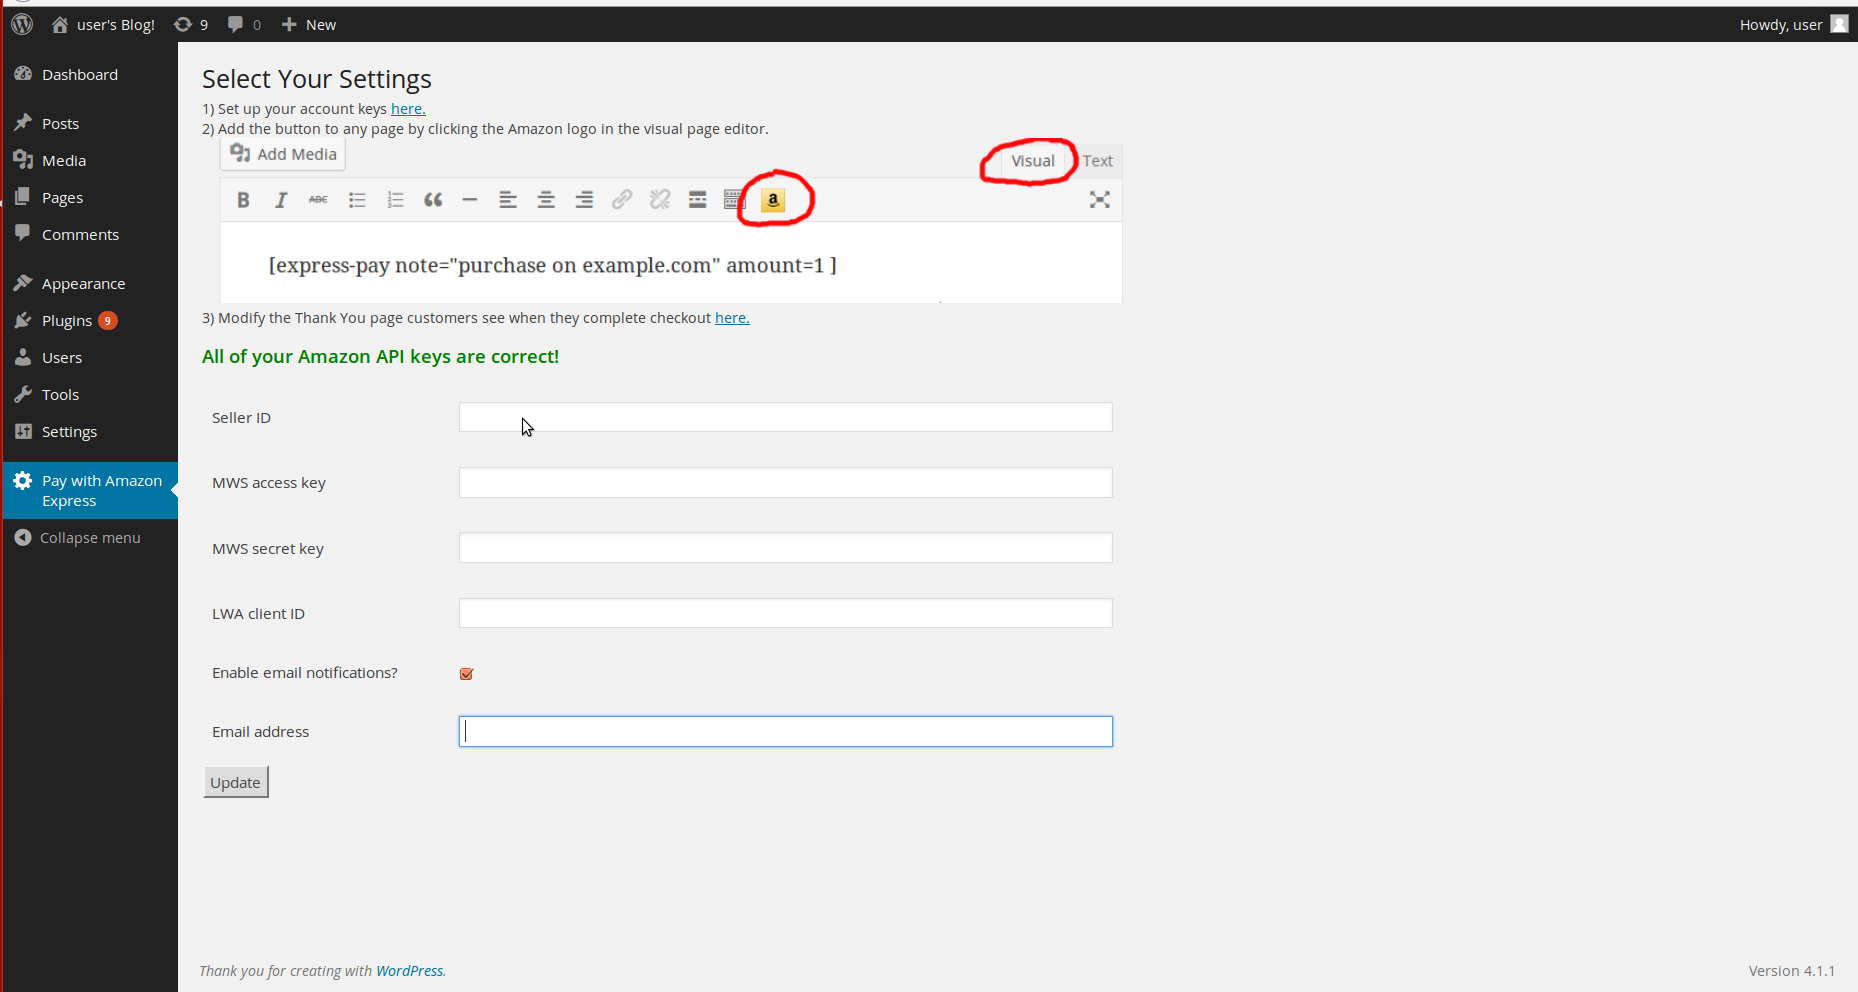 user's Blog! 9 0 New Howdy, user
Dashboard
Posts
Media
Pages
Comments
Appearance
Plugins 9
Users
Tools
Settings
Pay with Amazon
Express
Collapse menu
Select Your Settings
1) Set up your account keys here.
2) Add the button to any page by clicking the Amazon logo in the visual page editor.
Add Media Visual Text
B I ABC a
[express-pay note="purchase on example.com" amount=1 ]
3) Modify the Thank You page customers see when they complete checkout here.
All of your Amazon API keys are correct!
Seller ID
MWS access key
MWS secret key
LWA client ID
Enable email notifications?
Email address
Update
Thank you for creating with WordPress. Version 4.1.1